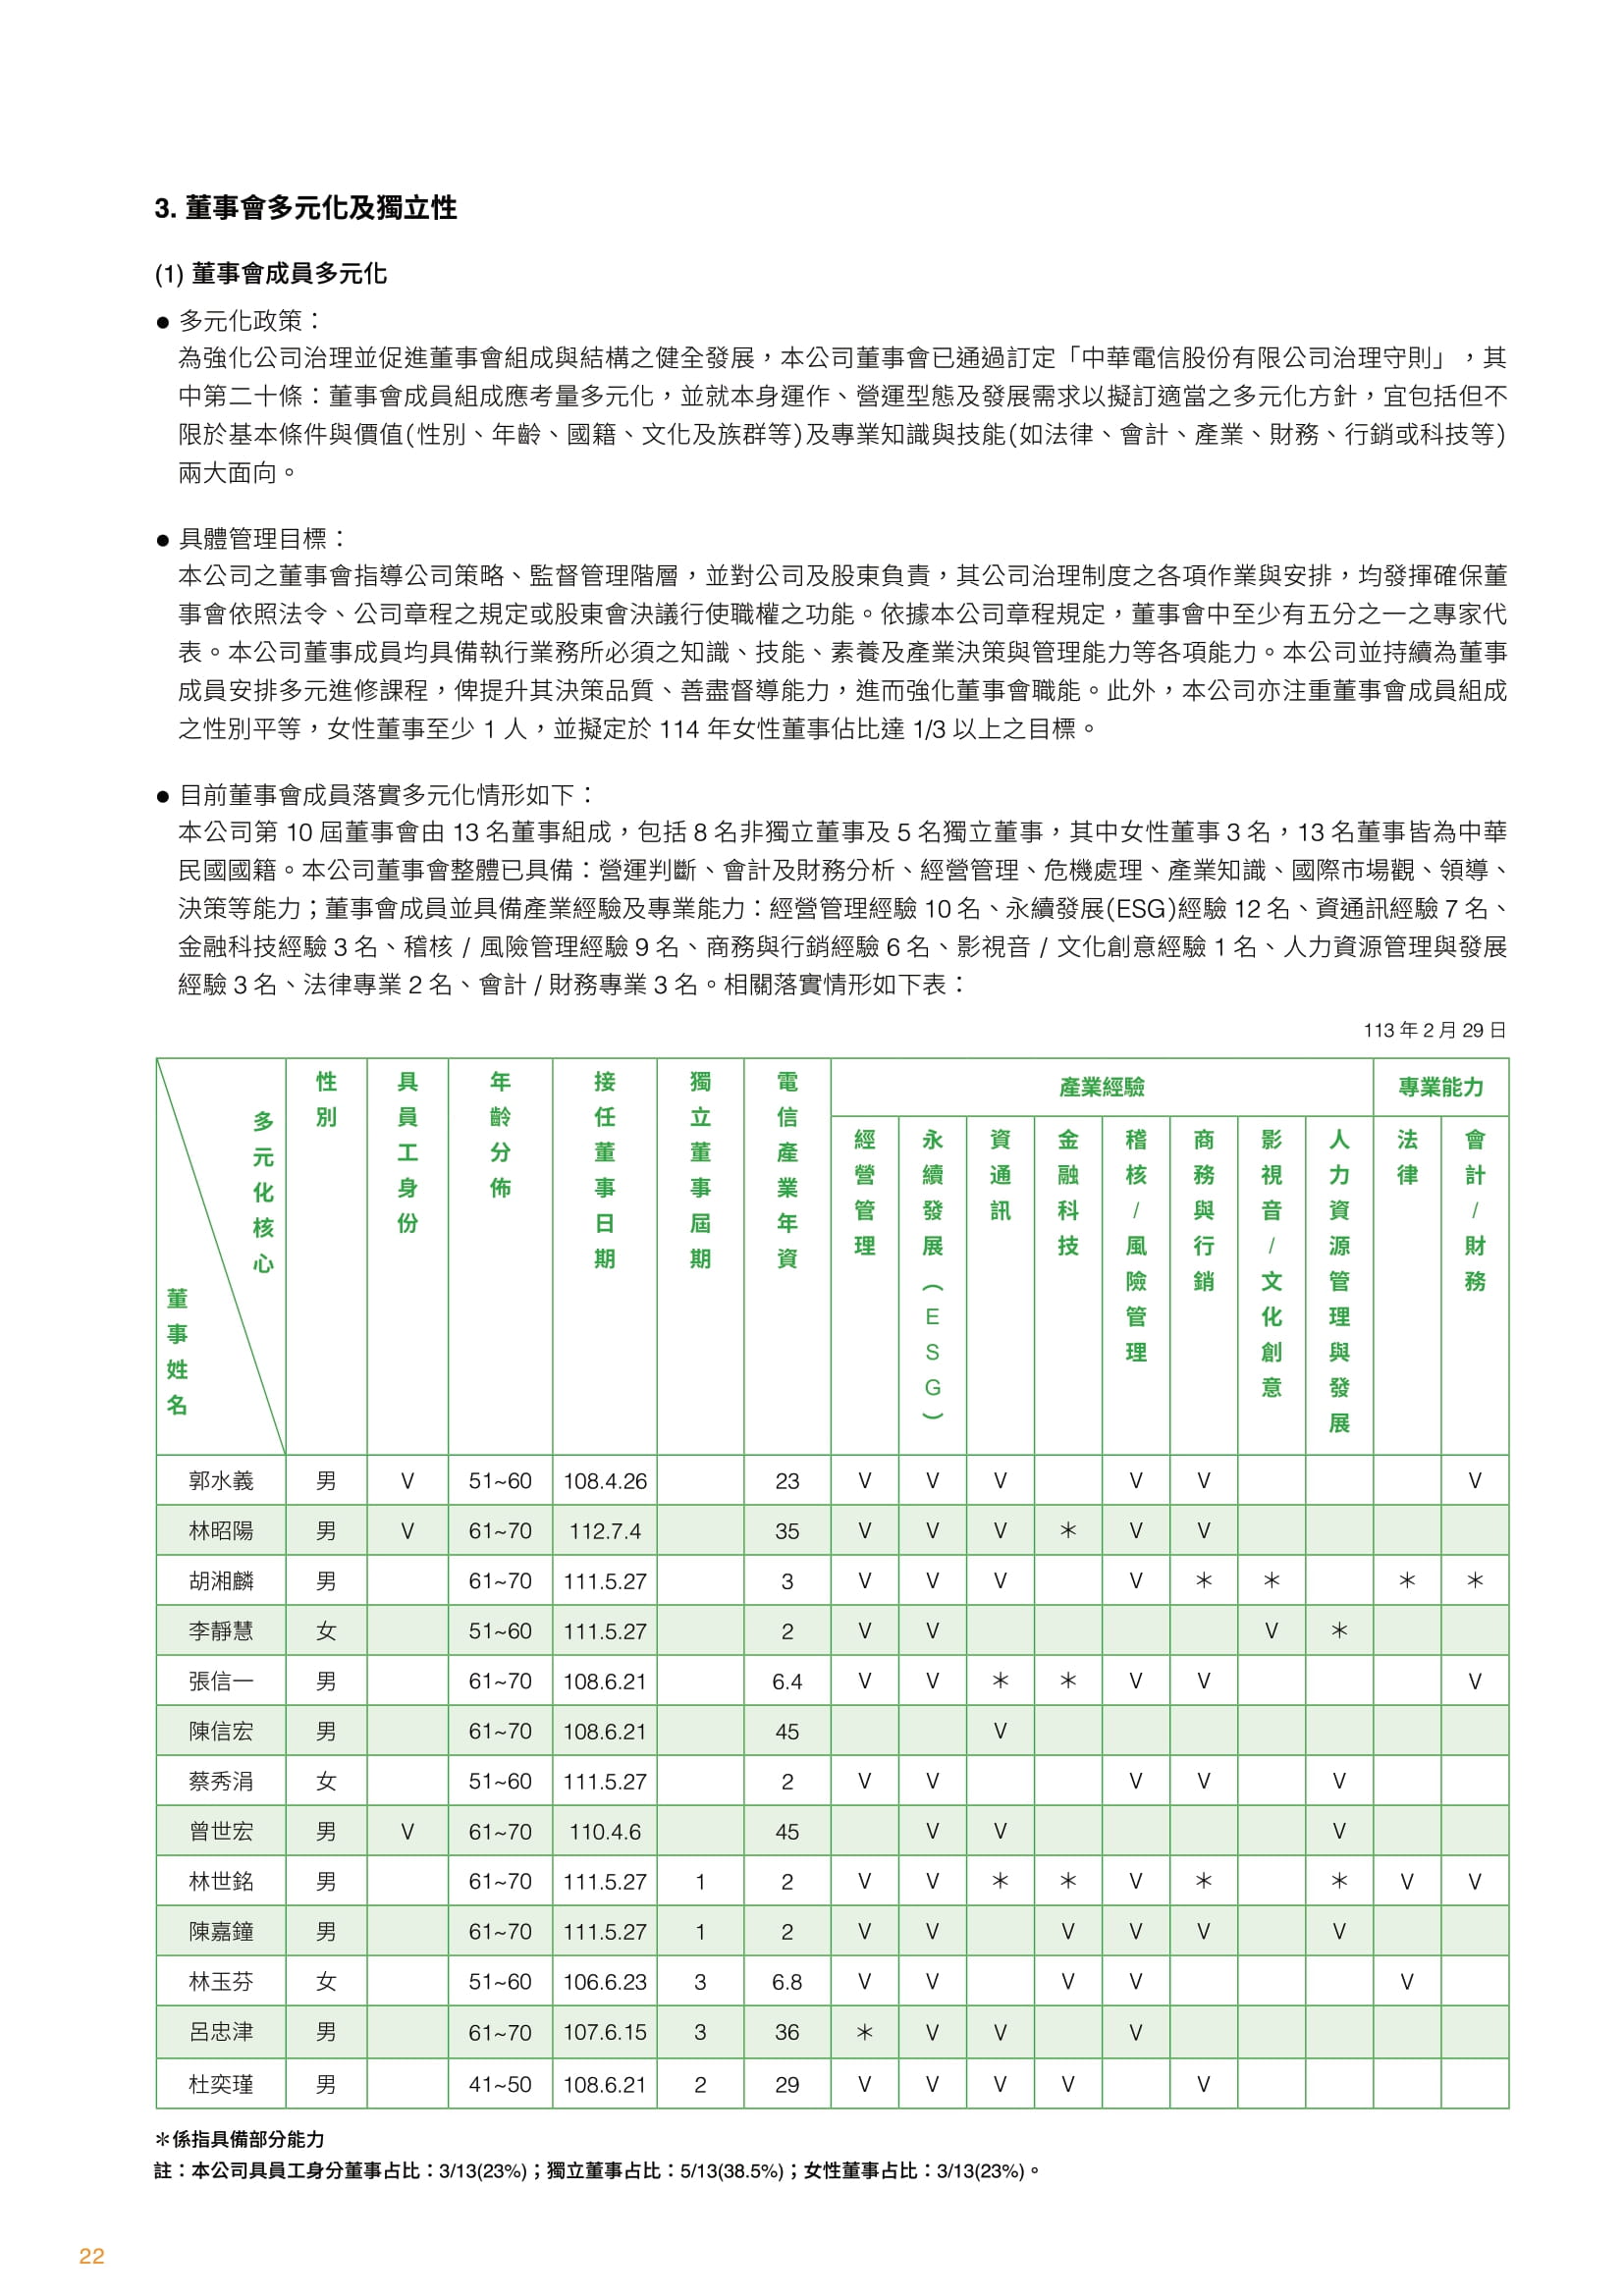 3. 董事會多元化及獨立性
(1) 董事會成員多元化
● 多元化政策：
為強化公司治理並促進董事會組成與結構之健全發展，本公司董事會已通過訂定「中華電信股份有限公司治理守則」，其
中第二十條：董事會成員組成應考量多元化，並就本身運作、營運型態及發展需求以擬訂適當之多元化方針，宜包括但不
限於基本條件與價值(性別、年齡、國籍、文化及族群等)及專業知識與技能(如法律、會計、產業、財務、行銷或科技等)
兩大面向。
● 具體管理目標：
本公司之董事會指導公司策略、監督管理階層，並對公司及股東負責，其公司治理制度之各項作業與安排，均發揮確保董
事會依照法令、公司章程之規定或股東會決議行使職權之功能。依據本公司章程規定，董事會中至少有五分之一之專家代
表。本公司董事成員均具備執行業務所必須之知識、技能、素養及產業決策與管理能力等各項能力。本公司並持續為董事
成員安排多元進修課程，俾提升其決策品質、善盡督導能力，進而強化董事會職能。此外，本公司亦注重董事會成員組成
之性別平等，女性董事至少 1 人，並擬定於 114 年女性董事佔比達 1/3 以上之目標。
● 目前董事會成員落實多元化情形如下：
本公司第 10 屆董事會由 13 名董事組成，包括 8 名非獨立董事及 5 名獨立董事，其中女性董事 3 名，13 名董事皆為中華
民國國籍。本公司董事會整體已具備：營運判斷、會計及財務分析、經營管理、危機處理、產業知識、國際市場觀、領導、
決策等能力；董事會成員並具備產業經驗及專業能力：經營管理經驗 10 名、永續發展(ESG)經驗 12 名、資通訊經驗 7 名、
金融科技經驗 3 名、稽核 / 風險管理經驗 9 名、商務與行銷經驗 6 名、影視音 / 文化創意經驗 1 名、人力資源管理與發展
經驗 3 名、法律專業 2 名、會計 / 財務專業 3 名。相關落實情形如下表：
113 年 2 月 29 日
多元化核心 董事姓名 性別 具員工身份 年齡分佈 接任董事日期 獨立董事屆期 電信產業年資 產業經驗 專業能力
經營管理 永續發展（ESG） 資通訊 金融科技 稽核/風險管理 商務與行銷 影視音/文化創意 人力資源管理與發展 法律 會計/財務
郭水義 男 V 51~60 108.4.26 23 V V V V V V
林昭陽 男 V 61~70 112.7.4 35 V V V ＊ V V
胡湘麟 男 61~70 111.5.27 3 V V V V ＊ ＊ ＊ ＊
李靜慧 女 51~60 111.5.27 2 V V V ＊
張信一 男 61~70 108.6.21 6.4 V V ＊ ＊ V V V
陳信宏 男 61~70 108.6.21 45 V
蔡秀涓 女 51~60 111.5.27 2 V V V V V
曾世宏 男 V 61~70 110.4.6 45 V V V
林世銘 男 61~70 111.5.27 1 2 V V ＊ ＊ V ＊ ＊ V V
陳嘉鐘 男 61~70 111.5.27 1 2 V V V V V V
林玉芬 女 51~60 106.6.23 3 6.8 V V V V V
呂忠津 男 61~70 107.6.15 3 36 ＊ V V V
杜奕瑾 男 41~50 108.6.21 2 29 V V V V V
＊係指具備部分能力
註：本公司具員工身分董事占比：3/13(23%)；獨立董事占比：5/13(38.5%)；女性董事占比：3/13(23%)。
22